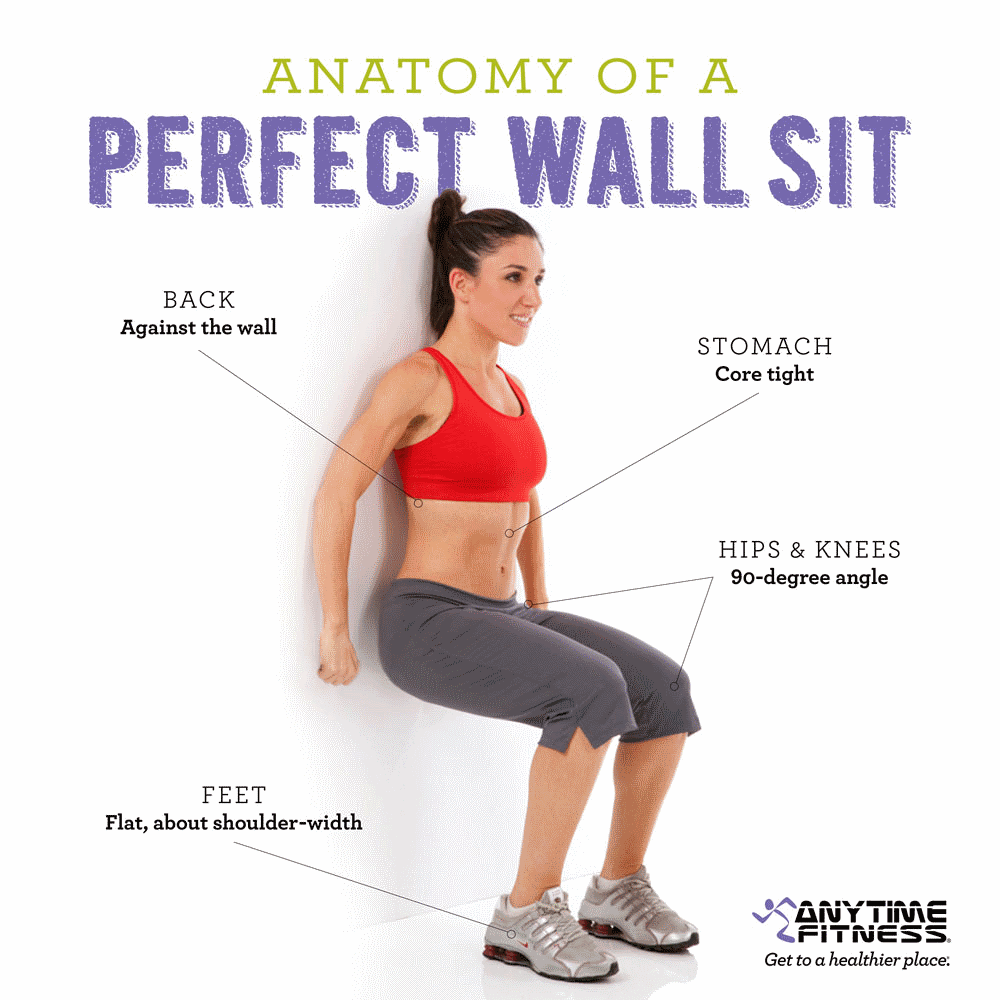 ANATOMY OF A
PERFECT WALL SIT
BACK
Against the wall
STOMACH
Core tight
HIPS & KNEES
90-degree angle
FEET
Flat, about shoulder-width
ANYTIME
FITNESS®
Get to a healthier place.